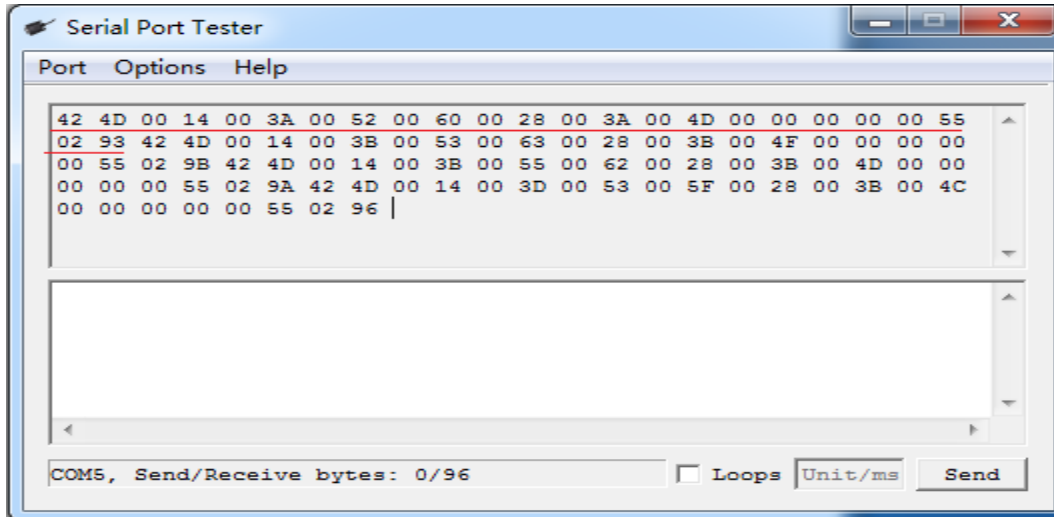 Serial Port Tester
Port Options Help
42 4D 00 14 00 3A 00 52 00 60 00 28 00 3A 00 4D 00 00 00 00 00 55
02 93 42 4D 00 14 00 3B 00 53 00 63 00 28 00 3B 00 4F 00 00 00 00
00 55 02 9B 42 4D 00 14 00 3B 00 55 00 62 00 28 00 3B 00 4D 00 00
00 00 00 55 02 9A 42 4D 00 14 00 3D 00 53 00 5F 00 28 00 3B 00 4C
00 00 00 00 00 55 02 96
COM5, Send/Receive bytes: 0/96 Loops Unit/ms Send